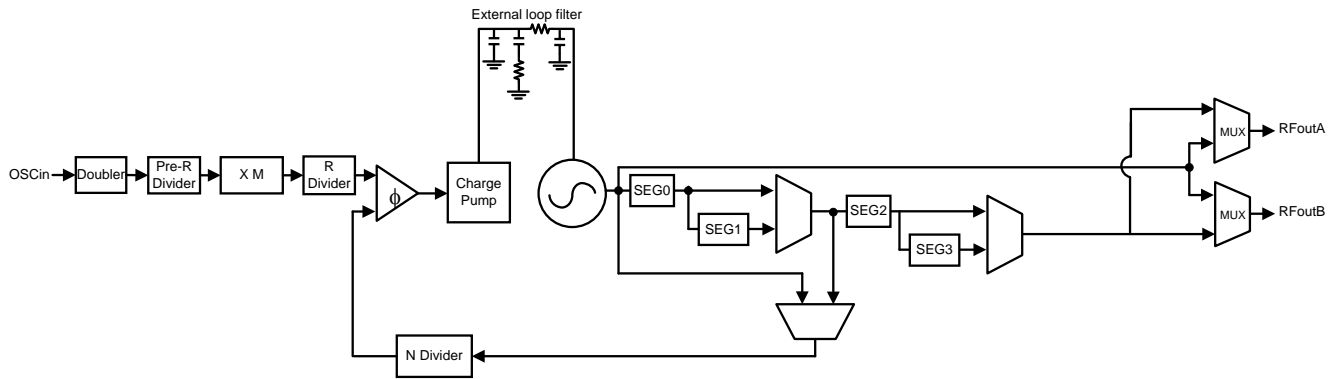 External loop filter
OSCin
Doubler
Pre-R
Divider
X M
R
Divider
ϕ
Charge
Pump
SEG0
SEG1
SEG2
SEG3
MUX
RFoutA
MUX
RFoutB
N Divider